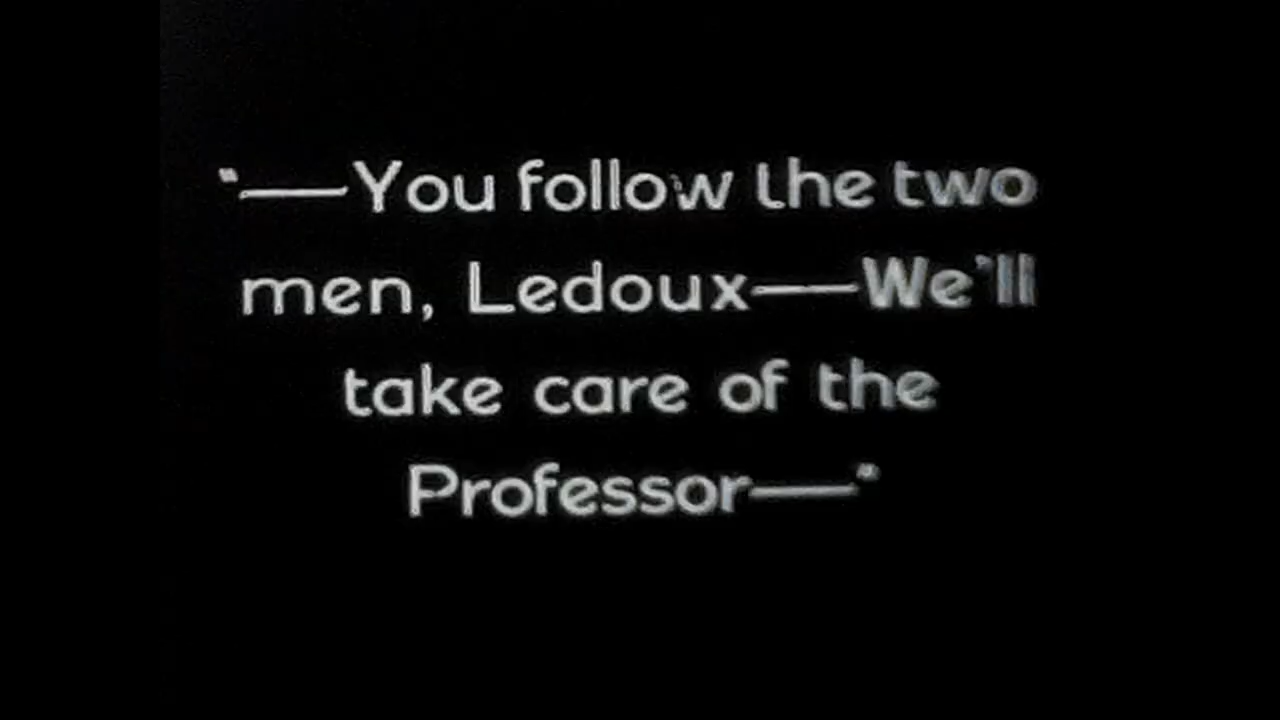 "—You follow the two
men, Ledoux—We'll
take care of the
Professor—"